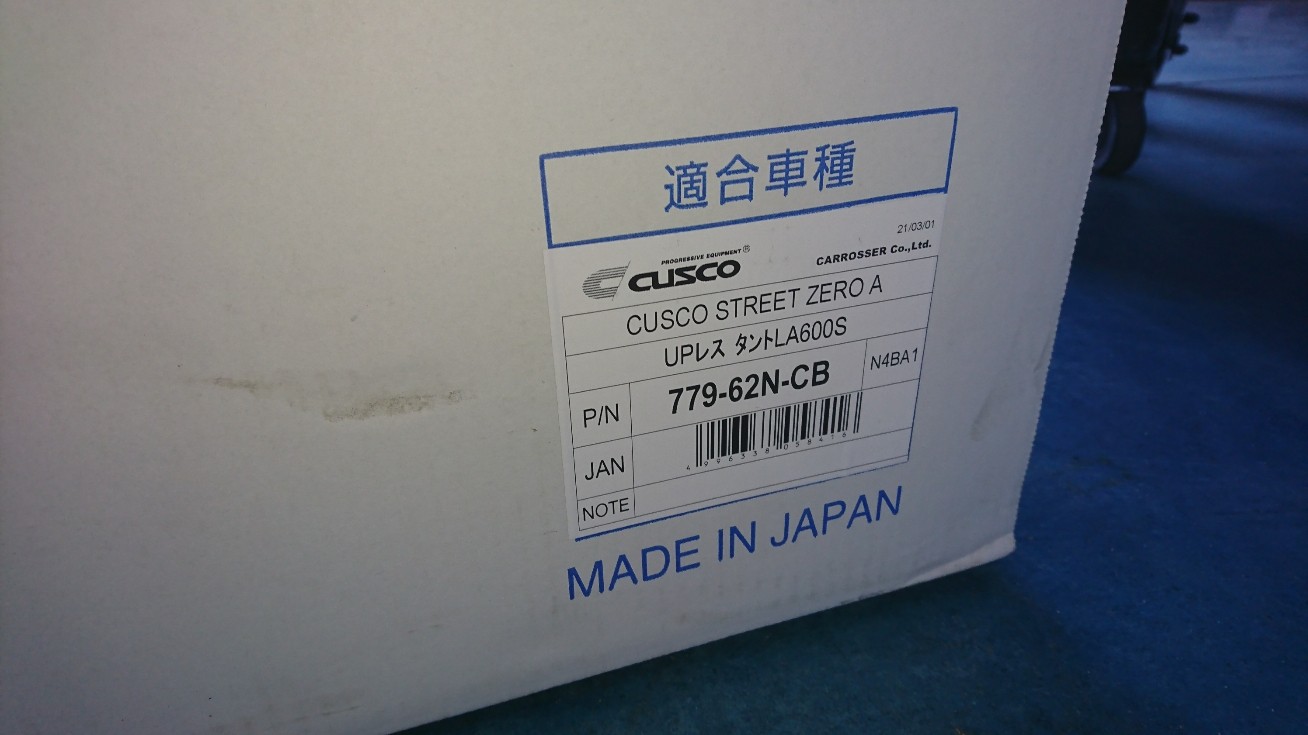 適合車種
21/03/01
PROGRESSIVE EQUIPMENT®
CUSCO
CARROSSER Co.,Ltd.
CUSCO STREET ZERO A
UPレス タントLA600S
P/N 779-62N-CB N4BA1
JAN
NOTE
MADE IN JAPAN